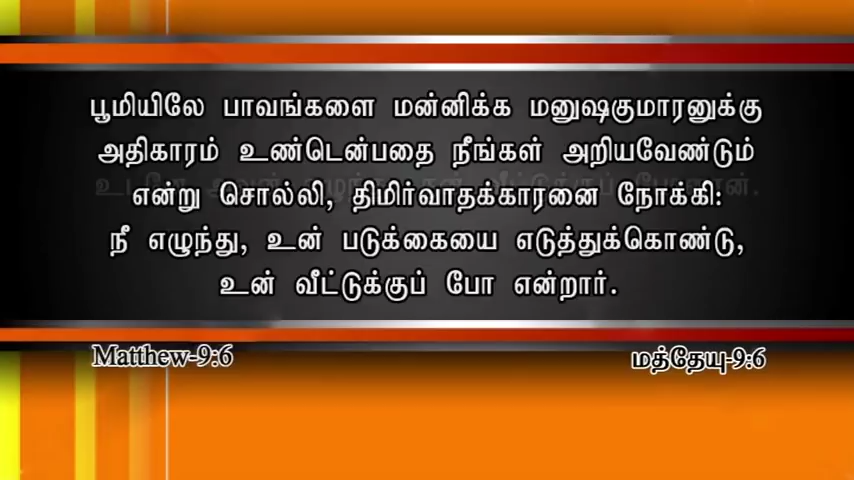 பூமியிலே பாவங்களை மன்னிக்க மனுஷகுமாரனுக்கு
அதிகாரம் உண்டென்பதை நீங்கள் அறியவேண்டும்
என்று சொல்லி, திமிர்வாதக்காரனை நோக்கி:
நீ எழுந்து, உன் படுக்கையை எடுத்துக்கொண்டு,
உன் வீட்டுக்குப் போ என்றார்.
Matthew-9:6 மத்தேயு-9:6